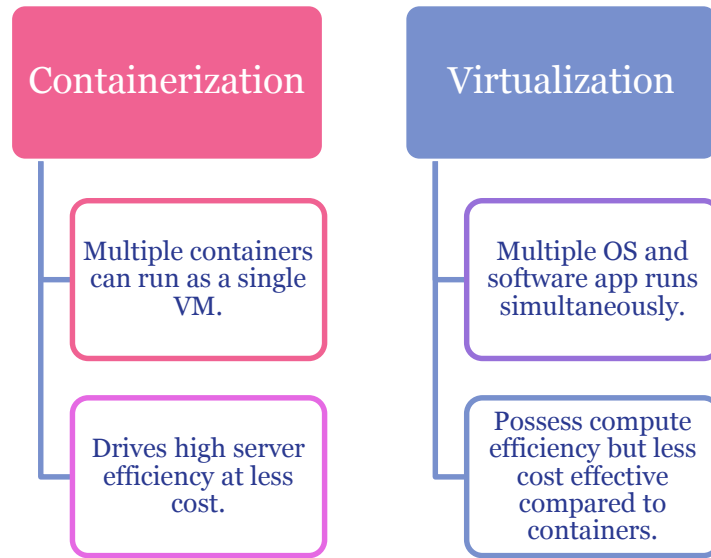 Containerization
Multiple containers
can run as a single
VM.
Drives high server
efficiency at less
cost.
Virtualization
Multiple OS and
software app runs
simultaneously.
Possess compute
efficiency but less
cost effective
compared to
containers.